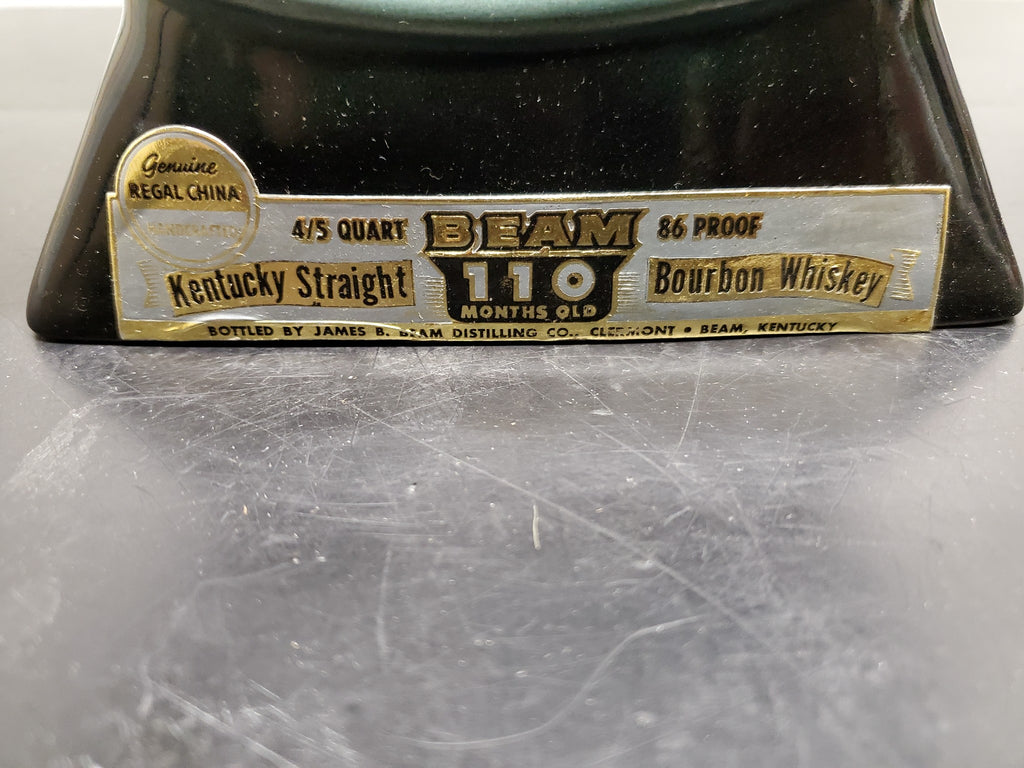 Genuine
REGAL CHINA
HANDCRAFTED
4/5 QUART BEAM 86 PROOF
Kentucky Straight 110 Bourbon Whiskey
MONTHS OLD
BOTTLED BY JAMES B. BEAM DISTILLING CO., CLERMONT • BEAM, KENTUCKY